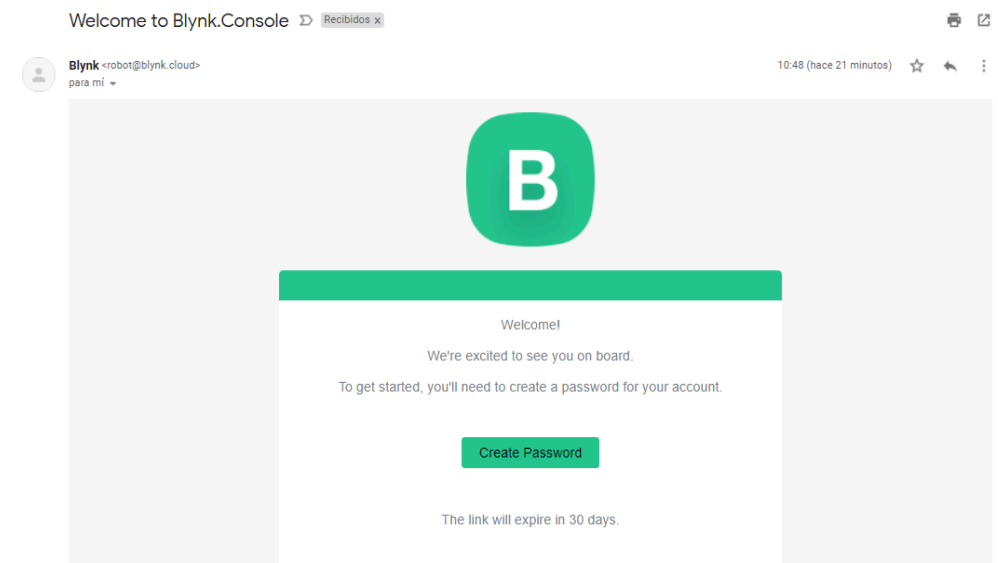 Welcome to Blynk.Console Recibidos x
Blynk <robot@blynk.cloud> 10:48 (hace 21 minutos)
para mí
B
Welcome!
We're excited to see you on board.
To get started, you'll need to create a password for your account.
Create Password
The link will expire in 30 days.